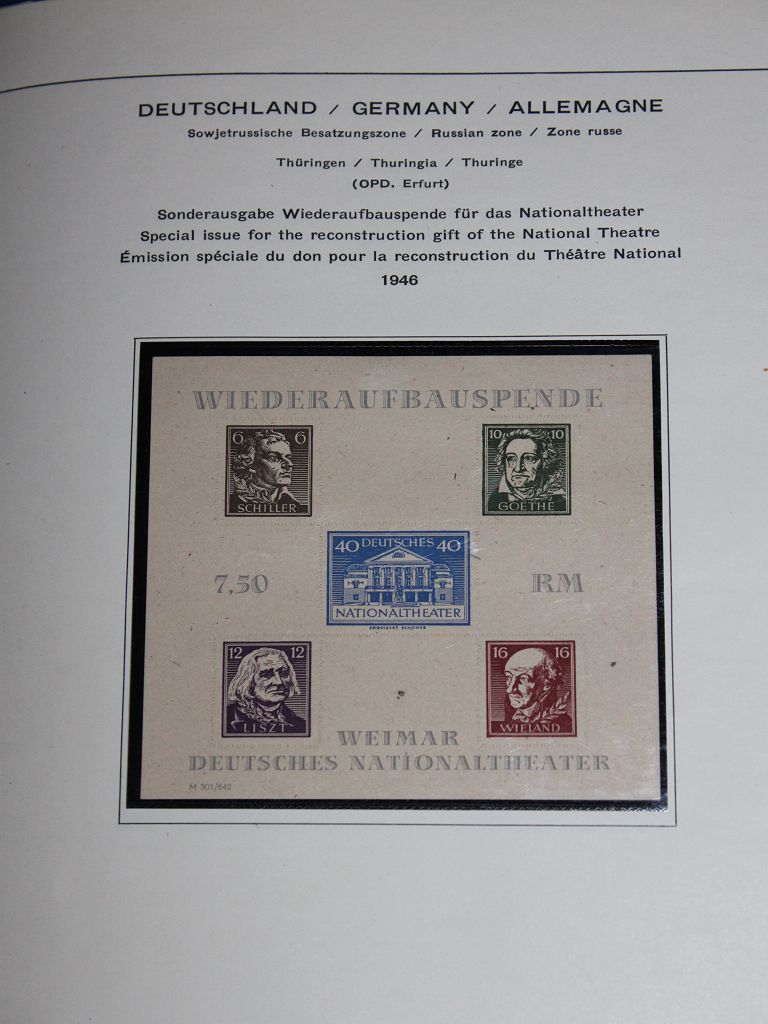 DEUTSCHLAND / GERMANY / ALLEMAGNE
Sowjetrussische Besatzungszone / Russian zone / Zone russe
Thüringen / Thuringia / Thuringe
(OPD. Erfurt)
Sonderausgabe Wiederaufbauspende für das Nationaltheater
Special issue for the reconstruction gift of the National Theatre
Émission spéciale du don pour la reconstruction du Théâtre National
1946
WIEDERAUFBAUSPENDE
6 6
SCHILLER
10 10
GOETHE
40 DEUTSCHES 40
NATIONALTHEATER
7,50 RM
12 12
LISZT
16 16
WIELAND
WEIMAR
DEUTSCHES NATIONALTHEATER
M 301/642